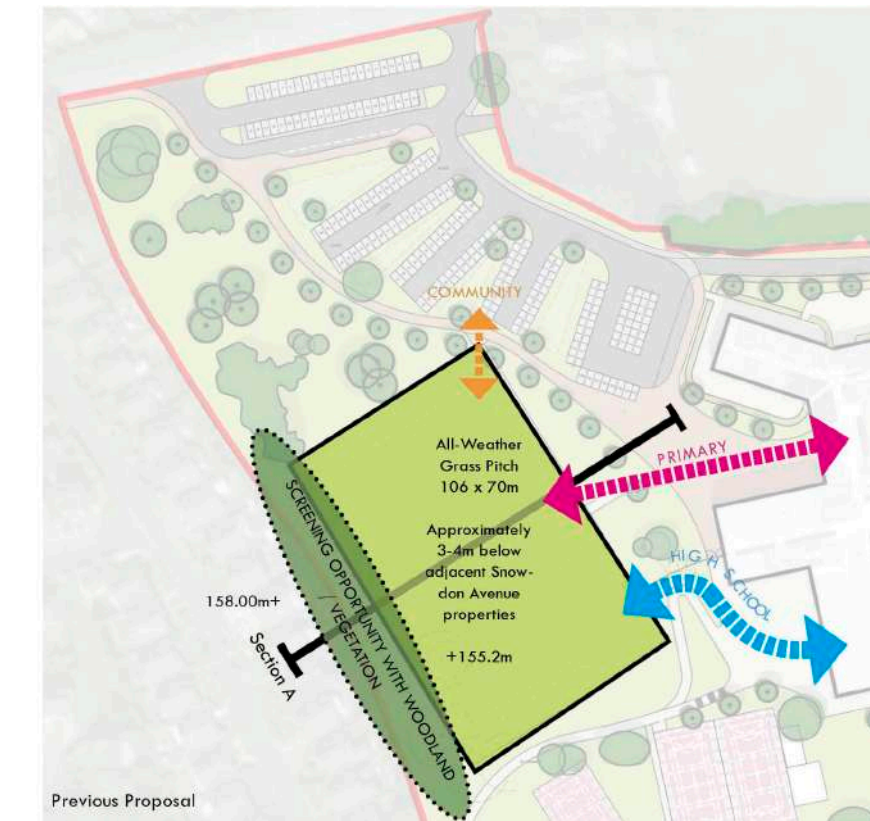 COMMUNITY
All-Weather
Grass Pitch
106 x 70m
PRIMARY
Approximately
3-4m below
adjacent Snow-
don Avenue
properties
HIGH SCHOOL
SCREENING OPPORTUNITY WITH WOODLAND
/ VEGETATION
158.00m+
Section A
+155.2m
Previous Proposal